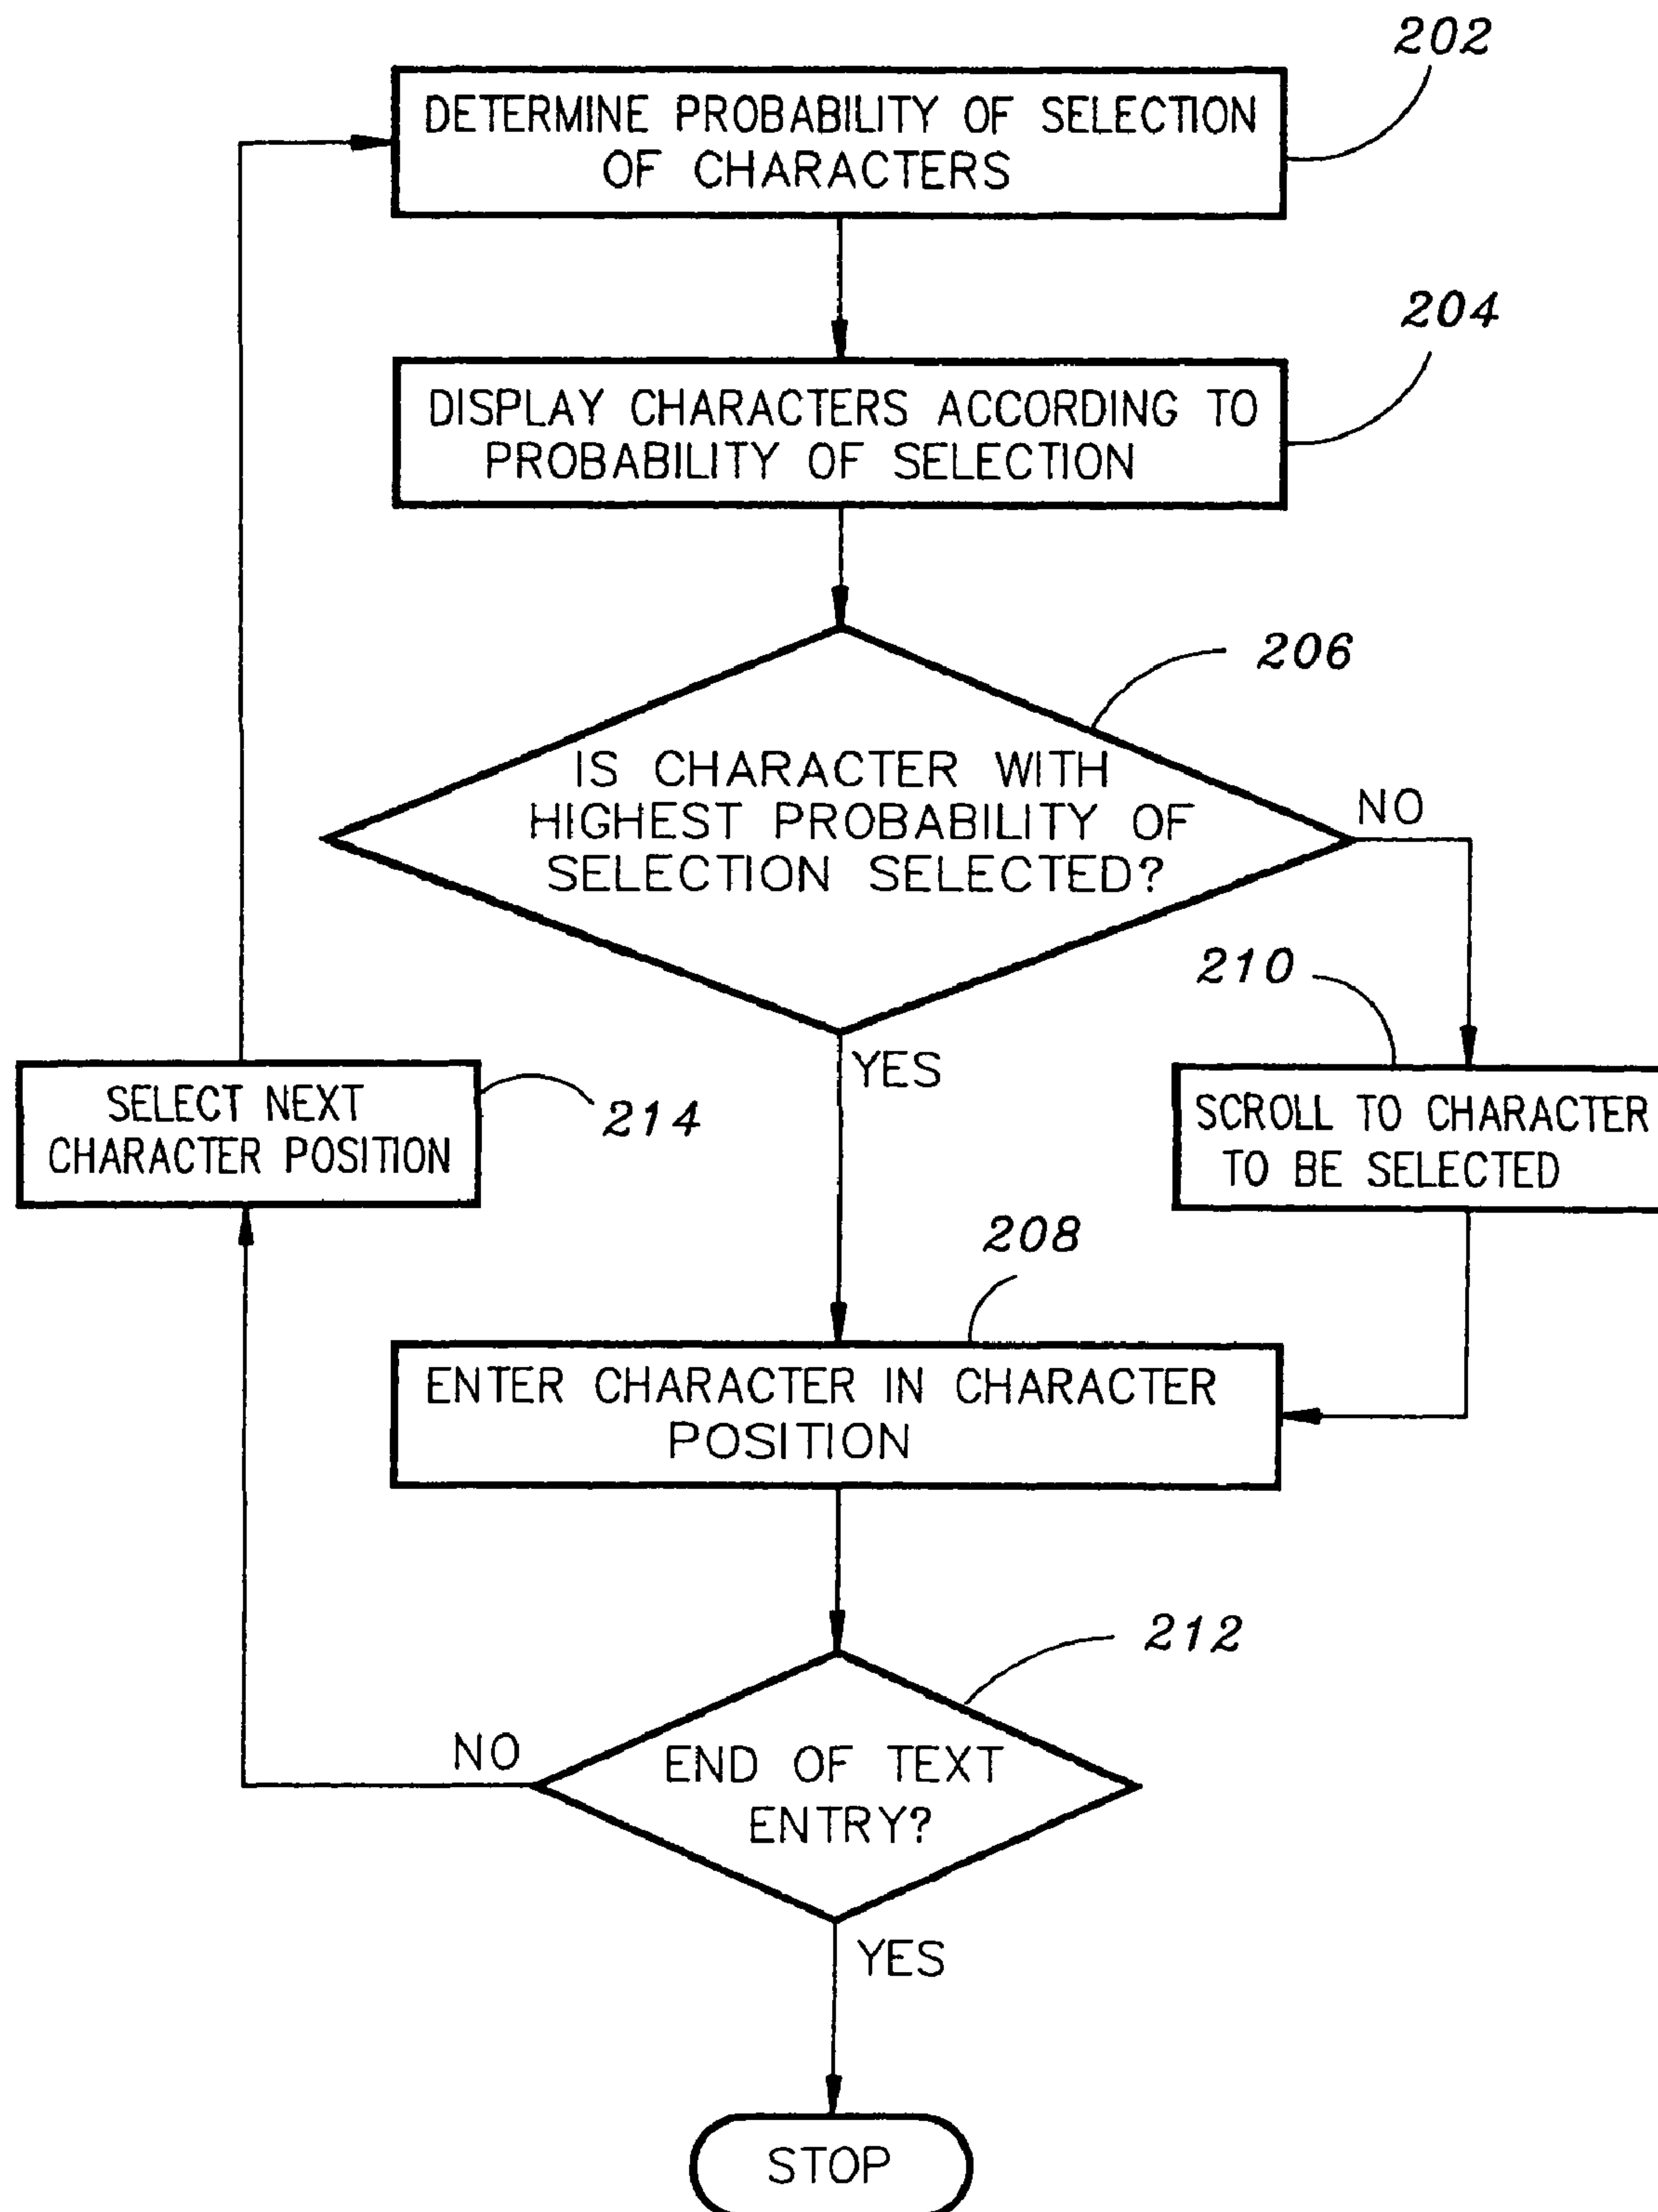 202
DETERMINE PROBABILITY OF SELECTION
OF CHARACTERS
204
DISPLAY CHARACTERS ACCORDING TO
PROBABILITY OF SELECTION
206
IS CHARACTER WITH
HIGHEST PROBABILITY OF
SELECTION SELECTED?
NO
210
YES
SELECT NEXT
CHARACTER POSITION
214
SCROLL TO CHARACTER
TO BE SELECTED
208
ENTER CHARACTER IN CHARACTER
POSITION
212
NO
END OF TEXT
ENTRY?
YES
STOP